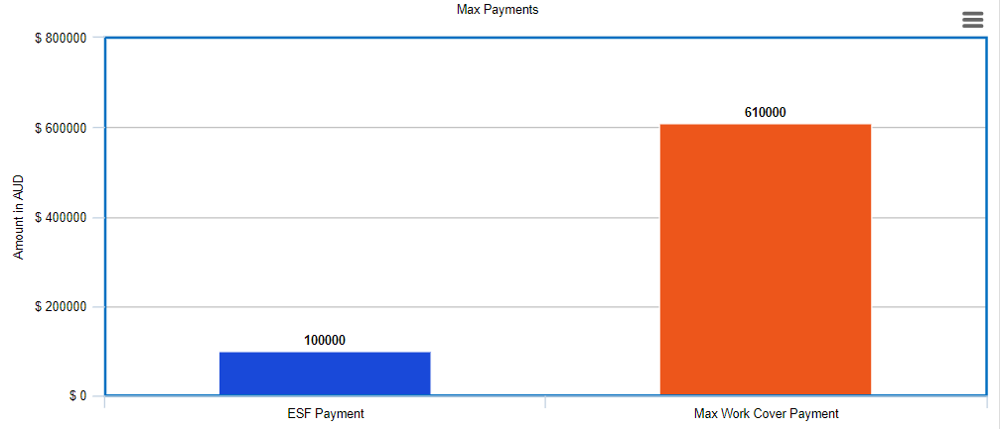 Max Payments
$ 800000
$ 600000
$ 400000
$ 200000
$ 0
Amount in AUD
100000
610000
ESF Payment
Max Work Cover Payment